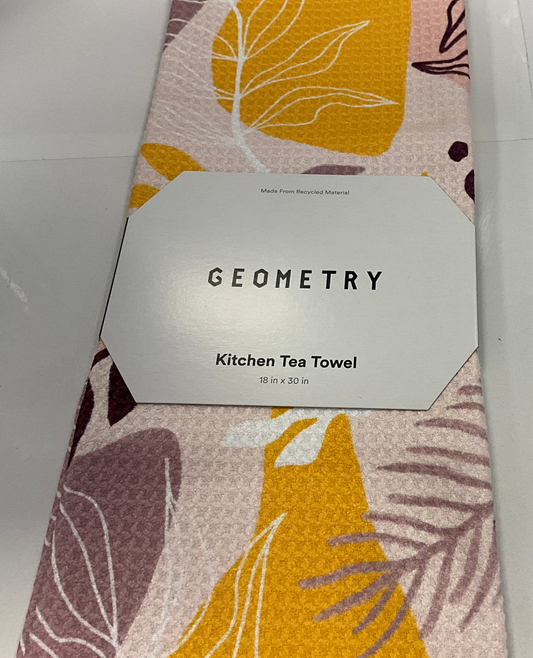 Made From Recycled Material
GEOMETRY
Kitchen Tea Towel
18 in x 30 in